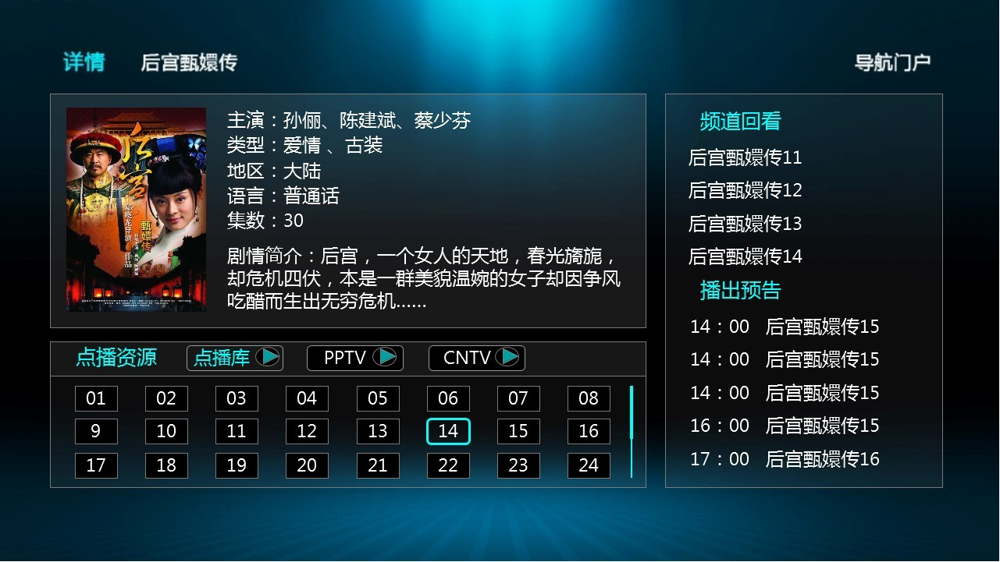 详情 后宫甄嬛传 导航门户
后宫
甄嬛传
郑晓龙导演 作品
主演：孙俪、陈建斌、蔡少芬
类型：爱情 、古装
地区：大陆
语言：普通话
集数：30
剧情简介：后宫，一个女人的天地，春光旖旎，
却危机四伏，本是一群美貌温婉的女子却因争风
吃醋而生出无穷危机......
点播资源 点播库 PPTV CNTV
01 02 03 04 05 06 07 08
9 10 11 12 13 14 15 16
17 18 19 20 21 22 23 24
频道回看
后宫甄嬛传11
后宫甄嬛传12
后宫甄嬛传13
后宫甄嬛传14
播出预告
14：00 后宫甄嬛传15
14：00 后宫甄嬛传15
14：00 后宫甄嬛传15
16：00 后宫甄嬛传15
17：00 后宫甄嬛传16